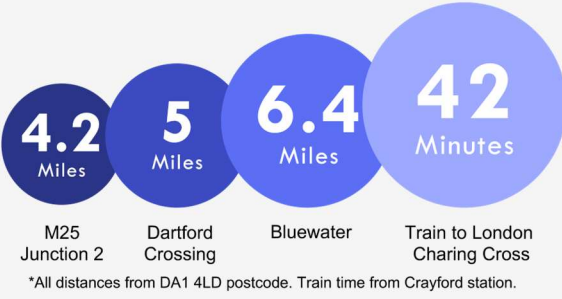 4.2
Miles
5
Miles
6.4
Miles
42
Minutes
M25
Junction 2
Dartford
Crossing
Bluewater
Train to London
Charing Cross
*All distances from DA1 4LD postcode. Train time from Crayford station.